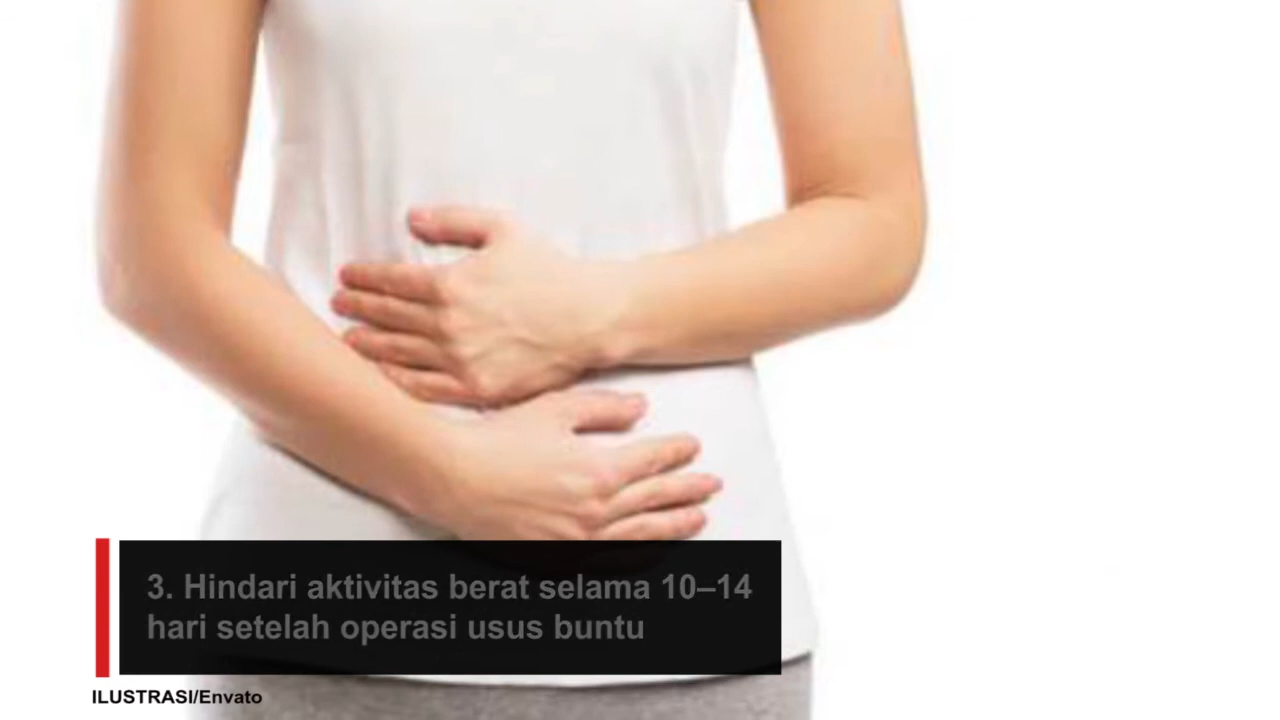 3. Hindari aktivitas berat selama 10–14
hari setelah operasi usus buntu
ILUSTRASI/Envato